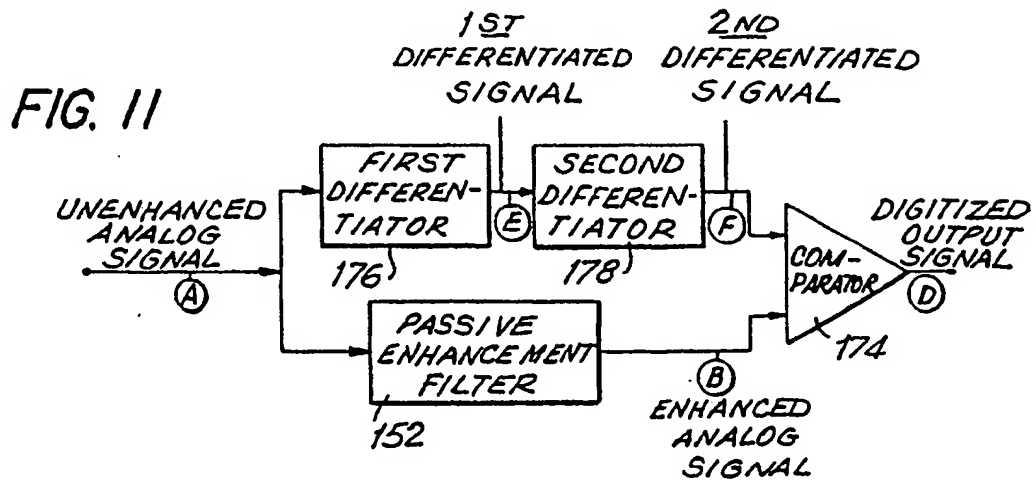 FIG. 11
1ST
DIFFERENTIATED
SIGNAL
2ND
DIFFERENTIATED
SIGNAL
UNENHANCED
ANALOG
SIGNAL
A
FIRST
DIFFEREN-
TIATOR
176
E
SECOND
DIFFEREN-
TIATOR
178
F
COM-
PARATOR
174
DIGITIZED
OUTPUT
SIGNAL
D
PASSIVE
ENHANCEMENT
FILTER
152
B
ENHANCED
ANALOG
SIGNAL